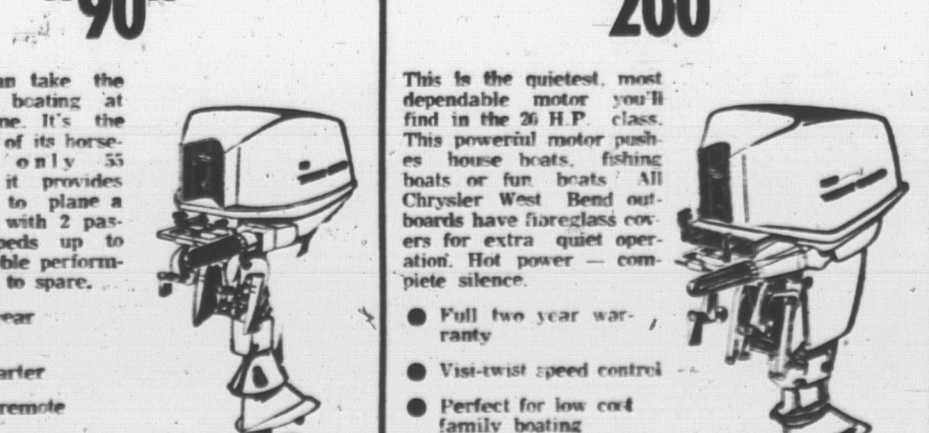 "90"
an take the
boating at
ne. It's the
of its horse-
only 55
it provides
to plane a
with 2 pas-
peeds up to
ble perform-
to spare.
year
arter
remote
200
This is the quietest, most
dependable motor you'll
find in the 20 H.P. class.
This powerful motor push-
es house boats, fishing
boats or fun boats! All
Chrysler West Bend out-
boards have fibreglass cov-
ers for extra quiet oper-
ation. Hot power — com-
plete silence.
● Full two year war-
ranty
● Visi-twist speed control
● Perfect for low cost
family boating